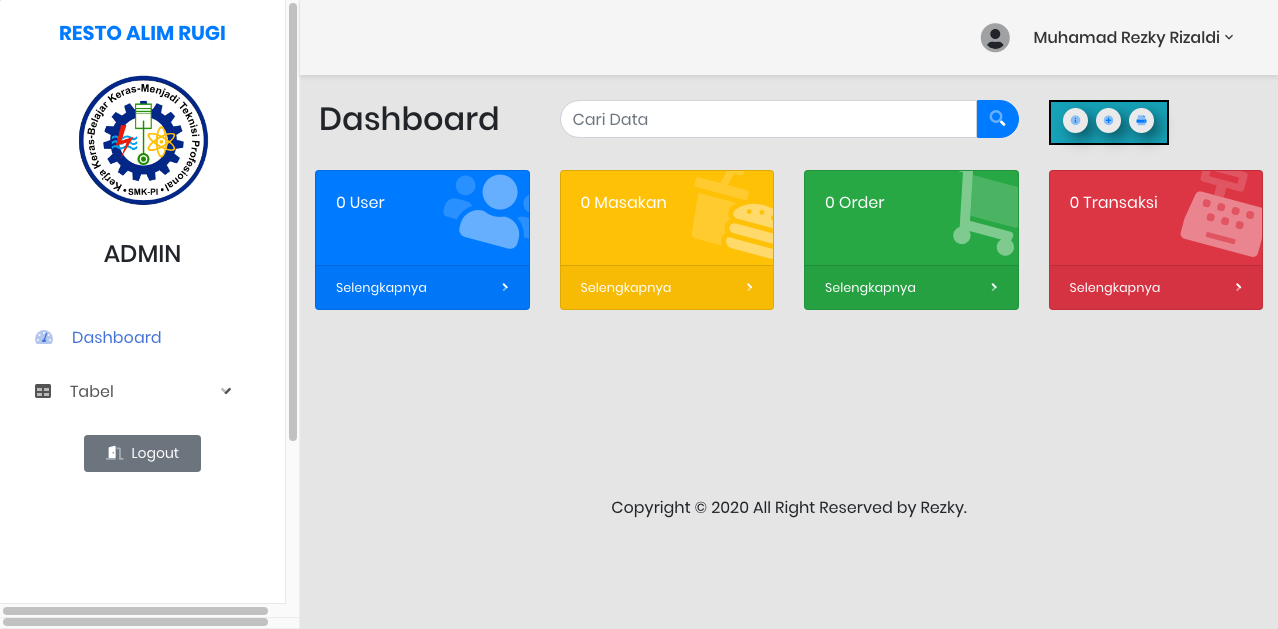 RESTO ALIM RUGI
Kerja Keras-Belajar Keras-Menjadi Teknisi Profesional
• SMK-PI •
ADMIN
Dashboard
Tabel
Logout
Muhamad Rezky Rizaldi
Dashboard
Cari Data
0 User
Selengkapnya
0 Masakan
Selengkapnya
0 Order
Selengkapnya
0 Transaksi
Selengkapnya
Copyright © 2020 All Right Reserved by Rezky.